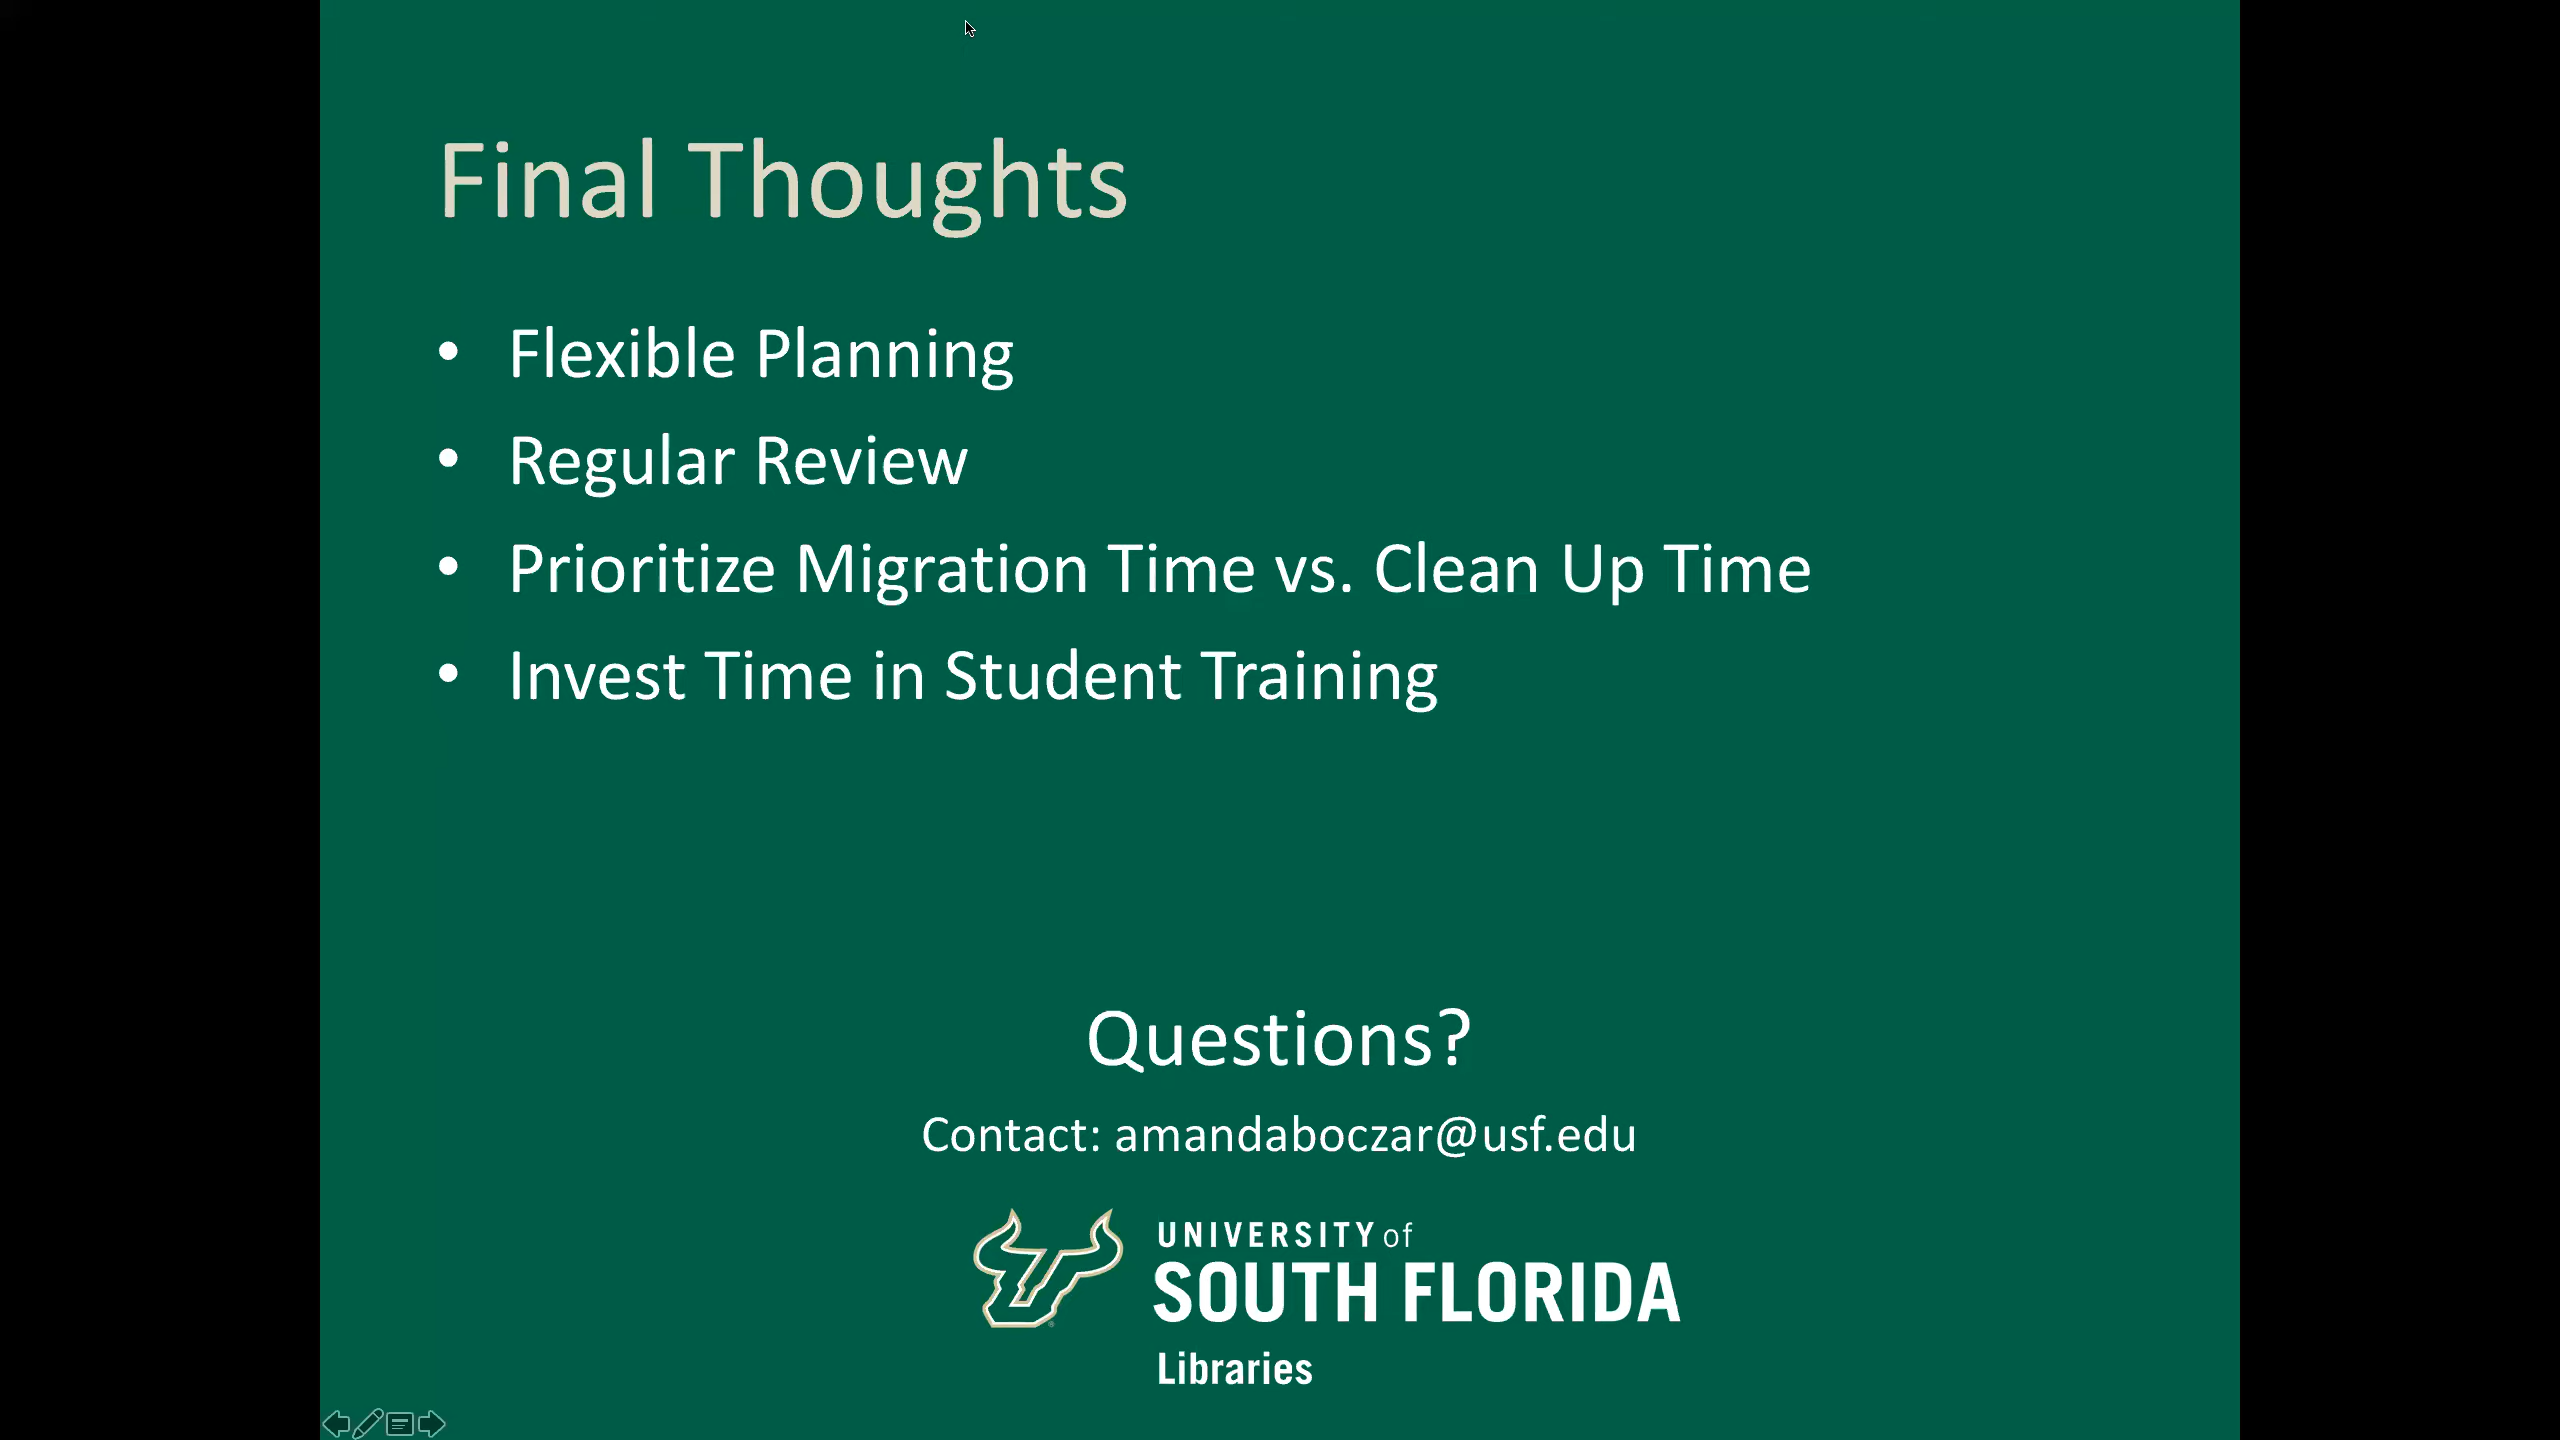 Final Thoughts
• Flexible Planning
• Regular Review
• Prioritize Migration Time vs. Clean Up Time
• Invest Time in Student Training
Questions?
Contact: amandaboczar@usf.edu
UNIVERSITY of
SOUTH FLORIDA
Libraries